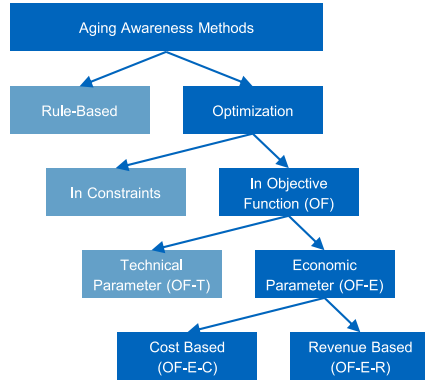 Aging Awareness Methods
Rule-Based
Optimization
In Constraints
In Objective
Function (OF)
Technical
Parameter (OF-T)
Economic
Parameter (OF-E)
Cost Based
(OF-E-C)
Revenue Based
(OF-E-R)